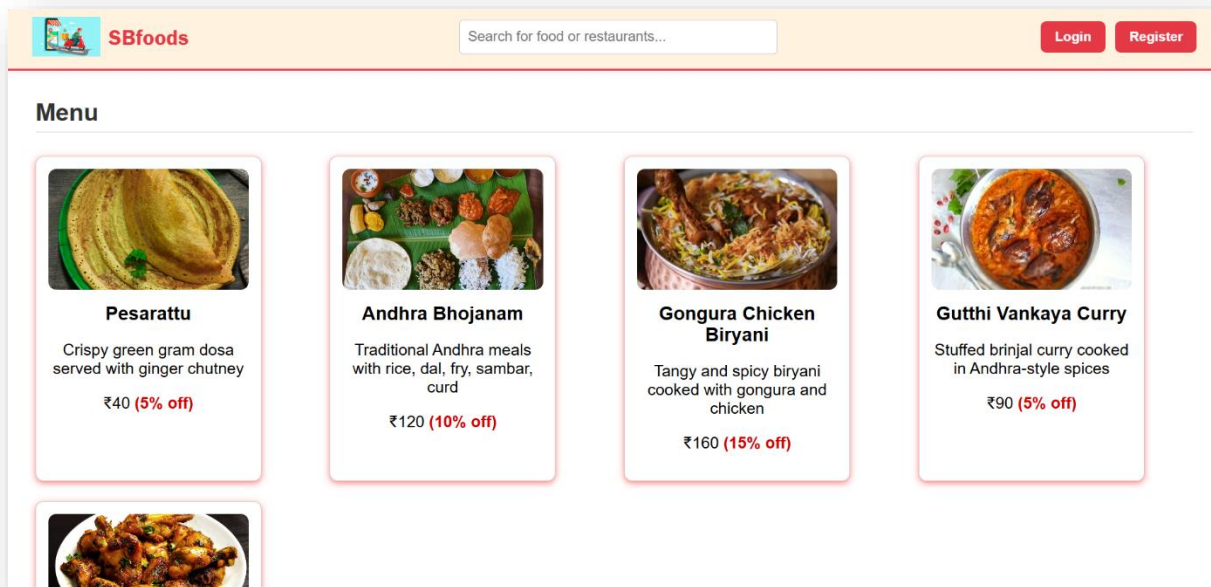 SBfoods
Search for food or restaurants...
Login
Register
Menu
Pesarattu
Crispy green gram dosa
served with ginger chutney
₹40 (5% off)
Andhra Bhojanam
Traditional Andhra meals
with rice, dal, fry, sambar,
curd
₹120 (10% off)
Gongura Chicken
Biryani
Tangy and spicy biryani
cooked with gongura and
chicken
₹160 (15% off)
Gutthi Vankaya Curry
Stuffed brinjal curry cooked
in Andhra-style spices
₹90 (5% off)